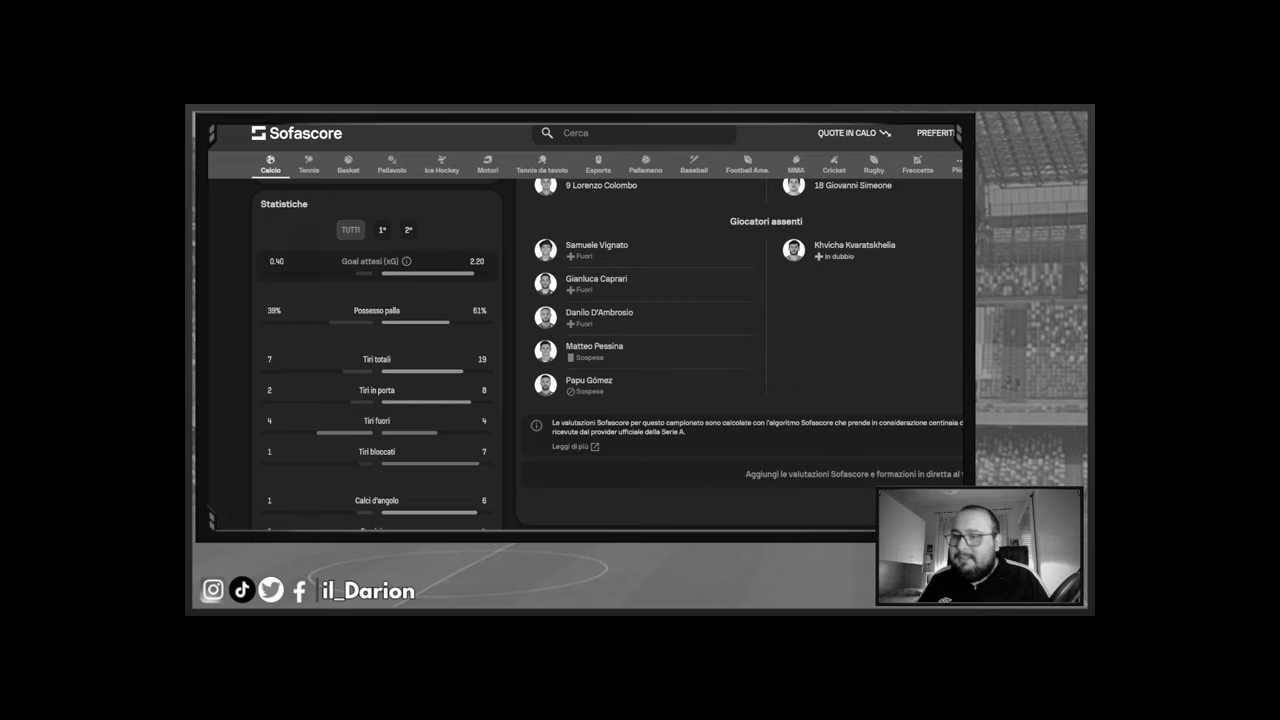 Sofascore
Cerca
QUOTE IN CALO
PREFERITI
Calcio
Tennis
Basket
Pallavolo
Ice Hockey
Motori
Tennis da tavolo
Esports
Pallamano
Baseball
Football Ame.
MMA
Cricket
Rugby
Freccette
Più
Statistiche
TUTTI 1° 2°
0.40 Goal attesi (xG) 2.20
39% Possesso palla 61%
7 Tiri totali 19
2 Tiri in porta 8
4 Tiri fuori 4
1 Tiri bloccati 7
1 Calci d'angolo 6
9 Lorenzo Colombo
18 Giovanni Simeone
Giocatori assenti
Samuele Vignato
Fuori
Gianluca Caprari
Fuori
Danilo D'Ambrosio
Fuori
Matteo Pessina
Sospesa
Papu Gómez
Sospesa
Khvicha Kvaratskhelia
In dubbio
Le valutazioni Sofascore per questo campionato sono calcolate con l'algoritmo Sofascore che prende in considerazione centinaia d
ricevute dal provider ufficiale della Serie A.
Leggi di più
Aggiungi le valutazioni Sofascore e formazioni in diretta al
il_Darion